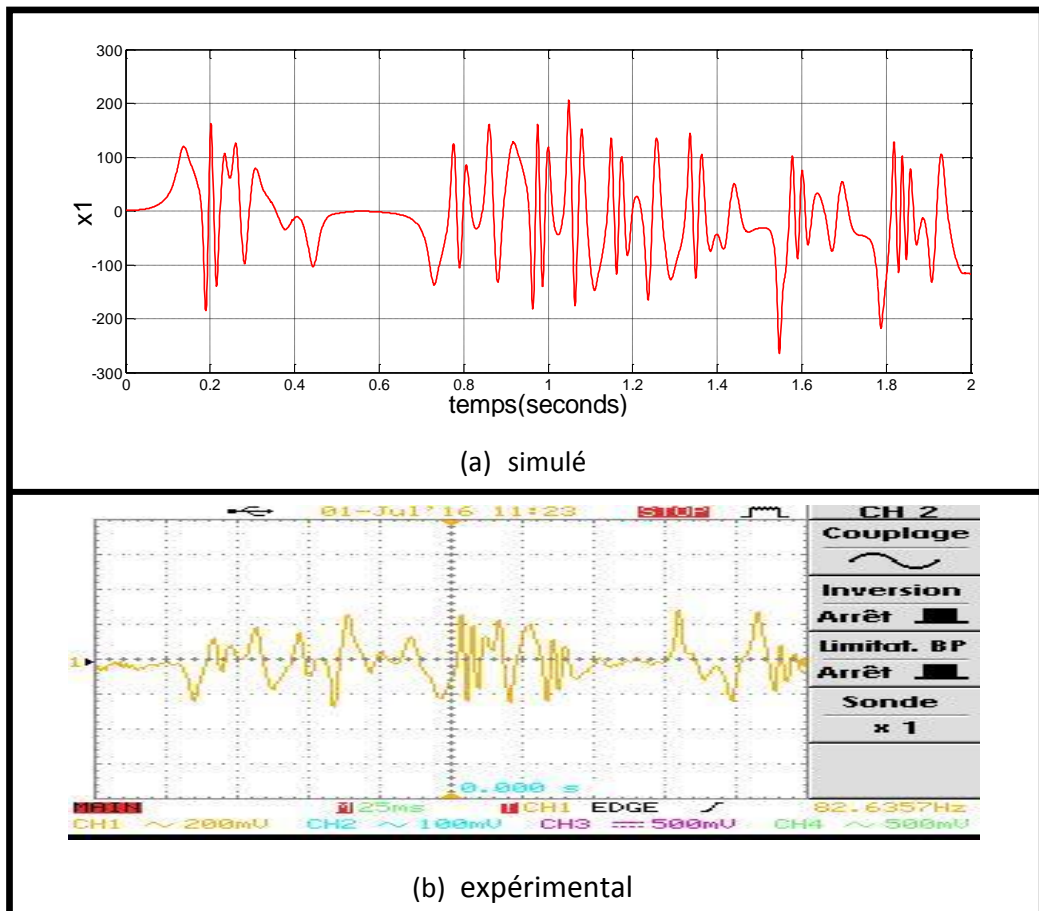 300
200
100
0
-100
-200
-300
x1
0 0.2 0.4 0.6 0.8 1 1.2 1.4 1.6 1.8 2
temps(seconds)
(a) simulé
01-Jul'16 11:23 STOP CH 2
Couplage
Inversion
Arrêt
Limitat. BP
Arrêt
Sonde
× 1
1
0.000 s
MAIN 25ms CH1 EDGE 82.6357Hz
CH1 ~ 200mV CH2 ~ 100mV CH3 500mV CH4 ~ 500mV
(b) expérimental